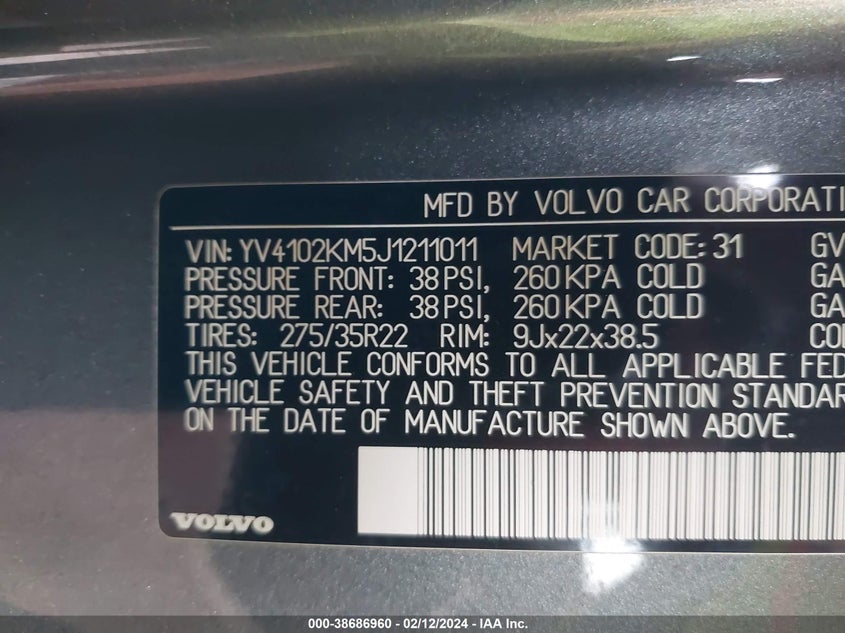 MFD BY VOLVO CAR CORPORATI
VIN: YV4102KM5J1211011 MARKET CODE: 31 GV
PRESSURE FRONT: 38 PSI, 260 KPA COLD GA
PRESSURE REAR: 38 PSI, 260 KPA COLD GA
TIRES: 275/35R22 RIM: 9Jx22x38.5 CO
THIS VEHICLE CONFORMS TO ALL APPLICABLE FED
VEHICLE SAFETY AND THEFT PREVENTION STANDAR
ON THE DATE OF MANUFACTURE SHOWN ABOVE.
VOLVO
000-38686960 - 02/12/2024 - IAA Inc.